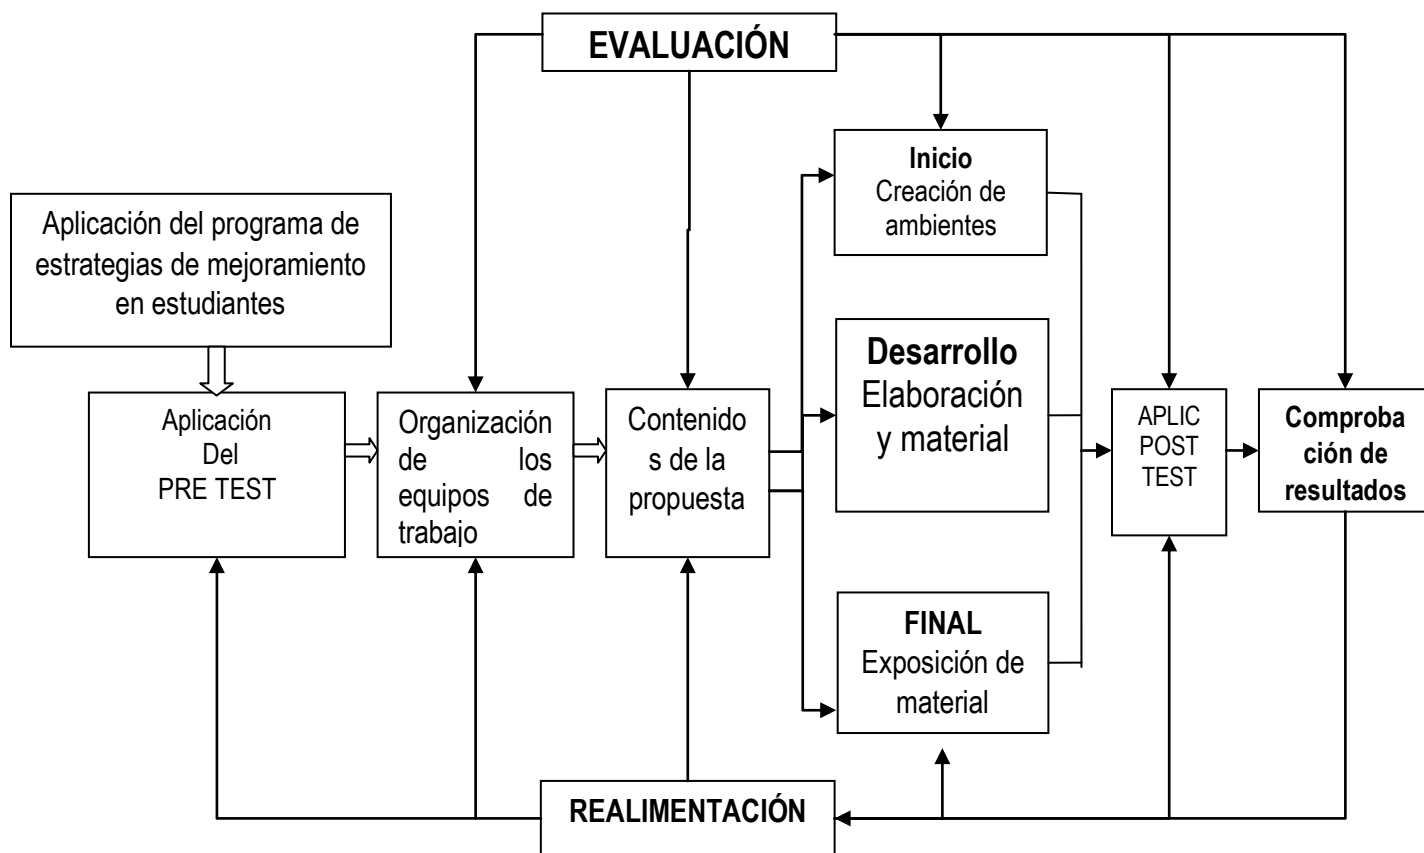 EVALUACIÓN
Inicio
Creación de
ambientes
Aplicación del programa de
estrategias de mejoramiento
en estudiantes
Desarrollo
Elaboración
y material
Aplicación
Del
PRE TEST
Organización
de los
equipos de
trabajo
Contenido
s de la
propuesta
APLIC
POST
TEST
Comproba
ción de
resultados
FINAL
Exposición de
material
REALIMENTACIÓN